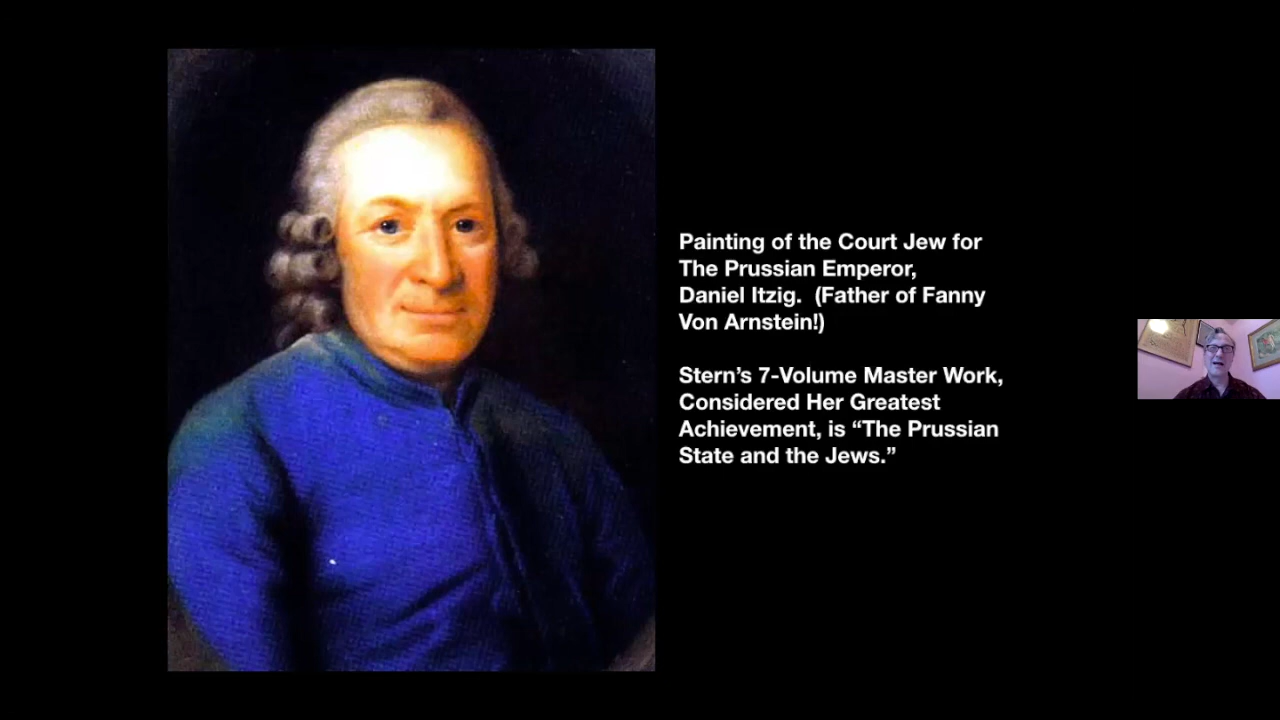 Painting of the Court Jew for
The Prussian Emperor,
Daniel Itzig.  (Father of Fanny
Von Arnstein!)
Stern’s 7-Volume Master Work,
Considered Her Greatest
Achievement, is “The Prussian
State and the Jews.”